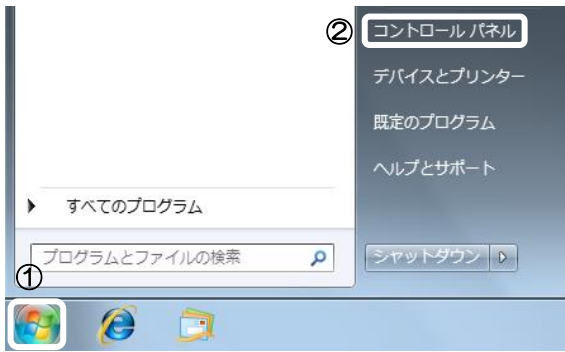 ② コントロール パネル
デバイスとプリンター
既定のプログラム
ヘルプとサポート
すべてのプログラム
プログラムとファイルの検索
シャットダウン
①